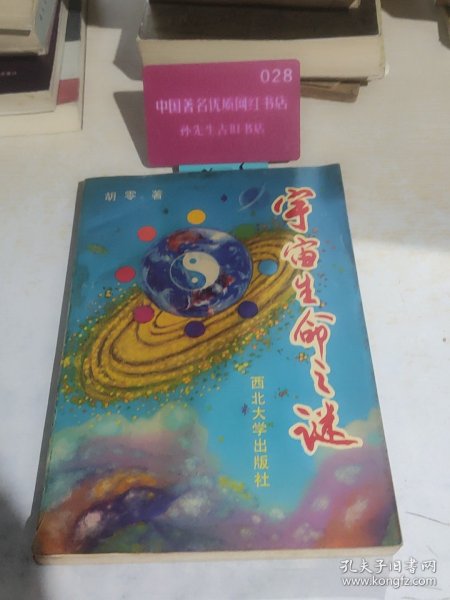 028
中国著名优质网红书店
孙先生古旧书店
胡零 著
宇宙生命之谜
西北大学出版社
孔夫子旧书网
www.kongfz.com